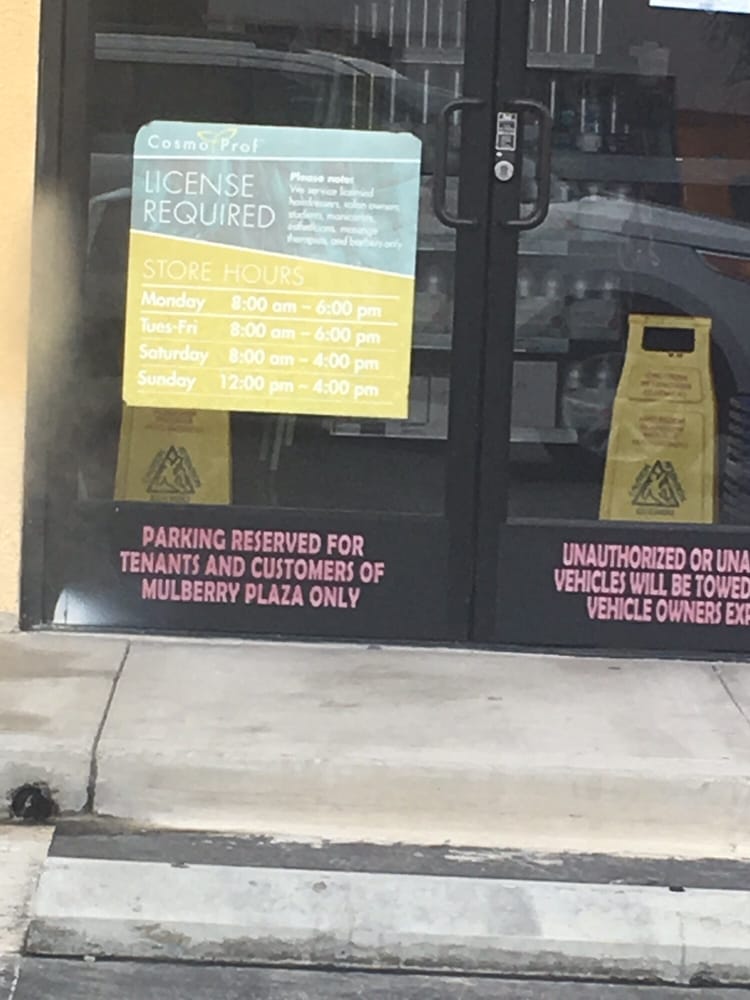 Cosmo Prof
LICENSE
REQUIRED
Please note:
We service licensed
hairdressers, salon owners,
students, manicurists,
estheticians, massage
therapists, and barbers only.
STORE HOURS
Monday 8:00 am – 6:00 pm
Tues-Fri 8:00 am – 6:00 pm
Saturday 8:00 am – 4:00 pm
Sunday 12:00 pm – 4:00 pm
PARKING RESERVED FOR
TENANTS AND CUSTOMERS OF
MULBERRY PLAZA ONLY
UNAUTHORIZED OR UNA
VEHICLES WILL BE TOWED
VEHICLE OWNERS EXP